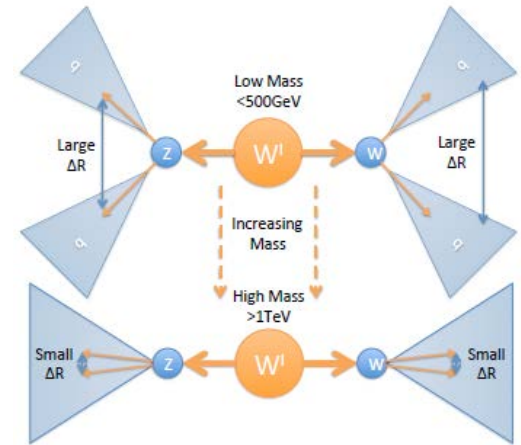 q
q
Low Mass
<500GeV
Large
ΔR
Z
W'
W
Large
ΔR
q
q
Increasing
Mass
High Mass
>1TeV
Small
ΔR
Z
W'
W
Small
ΔR